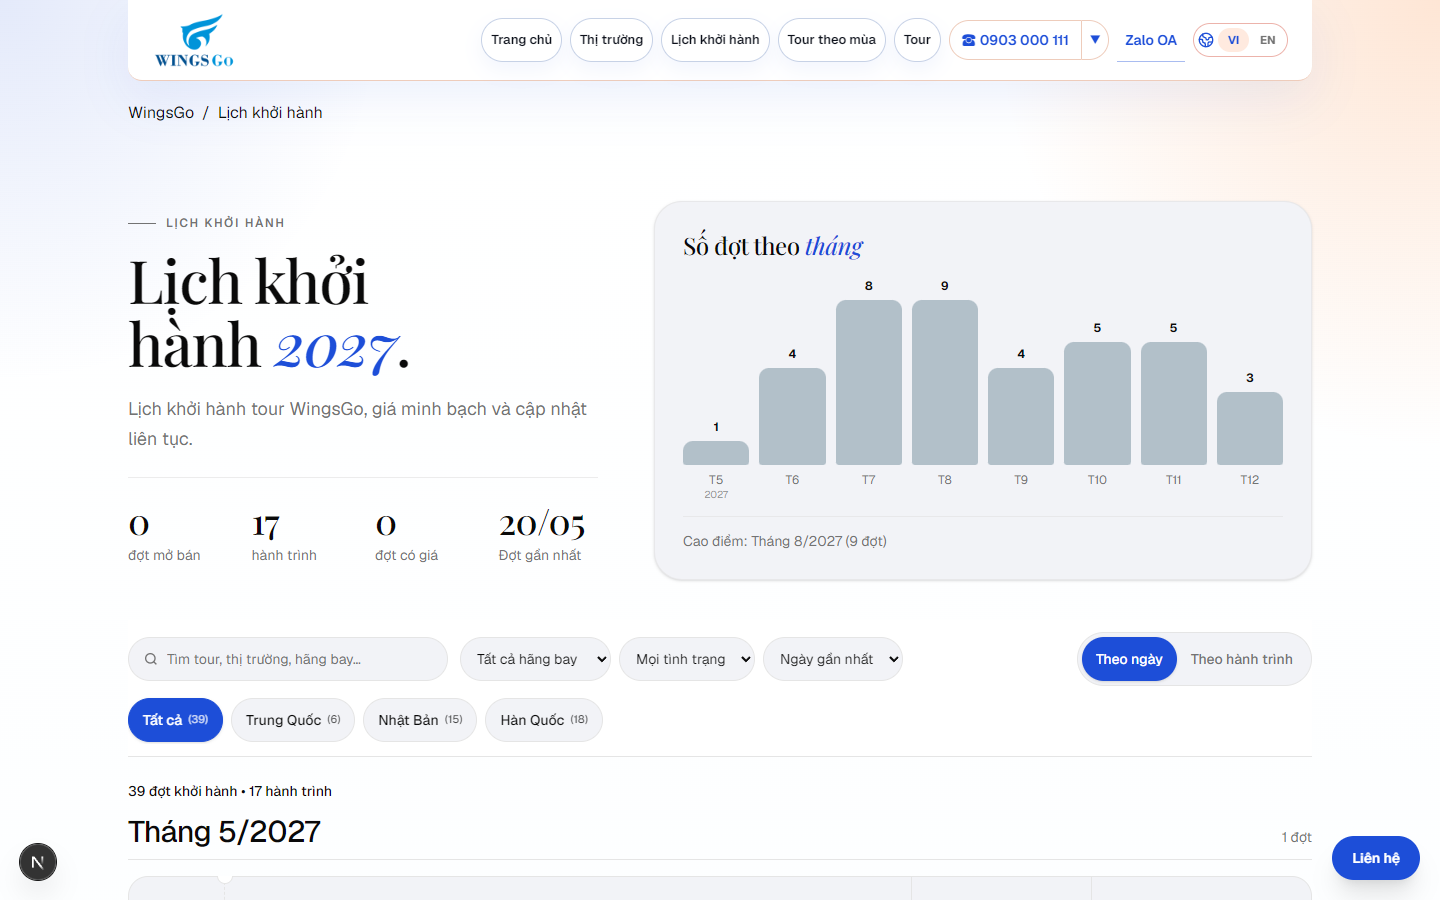 WINGS Go
Trang chủ
Thị trường
Lịch khởi hành
Tour theo mùa
Tour
☎ 0903 000 111
▼
Zalo OA
VI
EN
WingsGo / Lịch khởi hành
LỊCH KHỞI HÀNH
Lịch khởi
hành 2027.
Lịch khởi hành tour WingsGo, giá minh bạch và cập nhật
liên tục.
0
đợt mở bán
17
hành trình
0
đợt có giá
20/05
Đợt gần nhất
Số đợt theo tháng
1
4
8
9
4
5
5
3
T5
2027
T6
T7
T8
T9
T10
T11
T12
Cao điểm: Tháng 8/2027 (9 đợt)
Tìm tour, thị trường, hãng bay...
Tất cả hãng bay
Mọi tình trạng
Ngày gần nhất
Theo ngày
Theo hành trình
Tất cả (39)
Trung Quốc (6)
Nhật Bản (15)
Hàn Quốc (18)
39 đợt khởi hành • 17 hành trình
Tháng 5/2027
1 đợt
N
Liên hệ